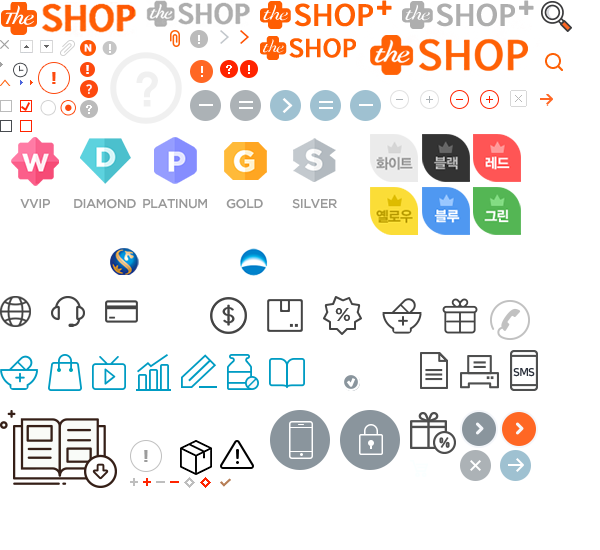 the SHOP
the SHOP
the SHOP+
the SHOP+
the SHOP
the SHOP
N
!
!
!
!
?
?
?
!
!
?
W
D
P
G
S
VVIP
DIAMOND
PLATINUM
GOLD
SILVER
화이트
블랙
레드
옐로우
블루
그린
$
%
SMS
!
%
!